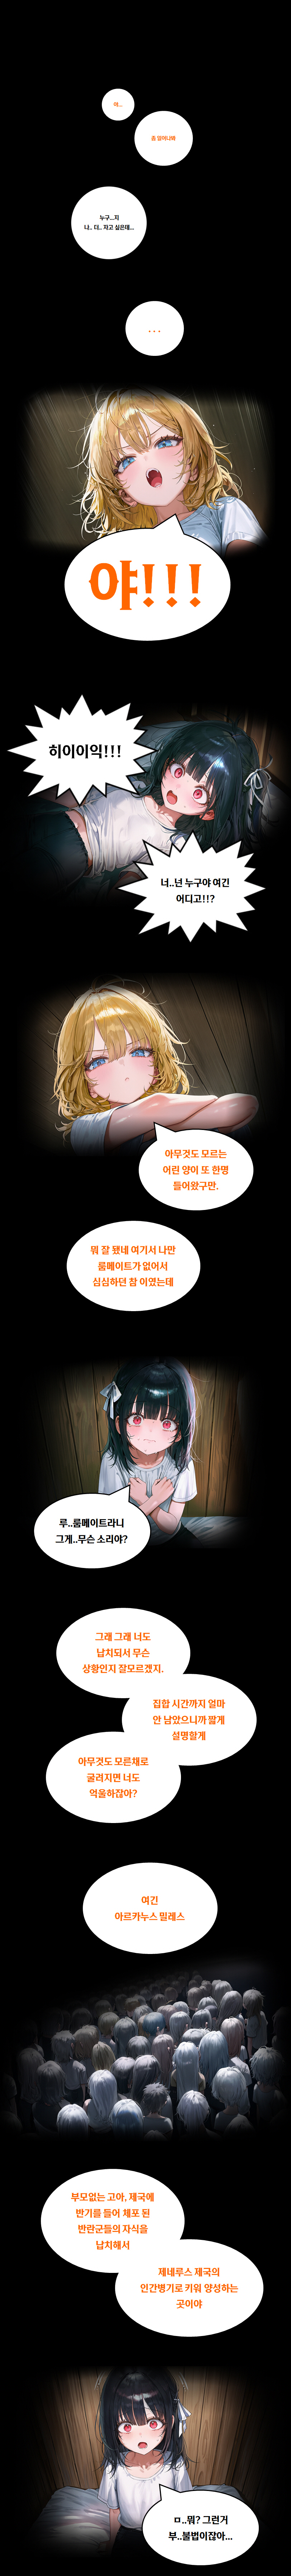 야...
좀 일어나봐
누구...지
나.. 더.. 자고 싶은데...
. . .
야!!!
히이이익!!!
너..넌 누구야 여긴
어디고!!?
아무것도 모르는
어린 양이 또 한명
들어왔구만.
뭐 잘 됐네 여기서 나만
룸메이트가 없어서
심심하던 참 이였는데
루..룸메이트라니
그게..무슨 소리야?
그래 그래 너도
납치되서 무슨
상황인지 잘모르겠지.
집합 시간까지 얼마
안 남았으니까 짧게
설명할게
아무것도 모른채로
굴려지면 너도
억울하잖아?
여긴
아르카누스 밀레스
부모없는 고아, 제국에
반기를 들어 체포 된
반란군들의 자식을
납치해서
제네루스 제국의
인간병기로 키워 양성하는
곳이야
ㅁ..뭐? 그런거
부..불법이잖아...